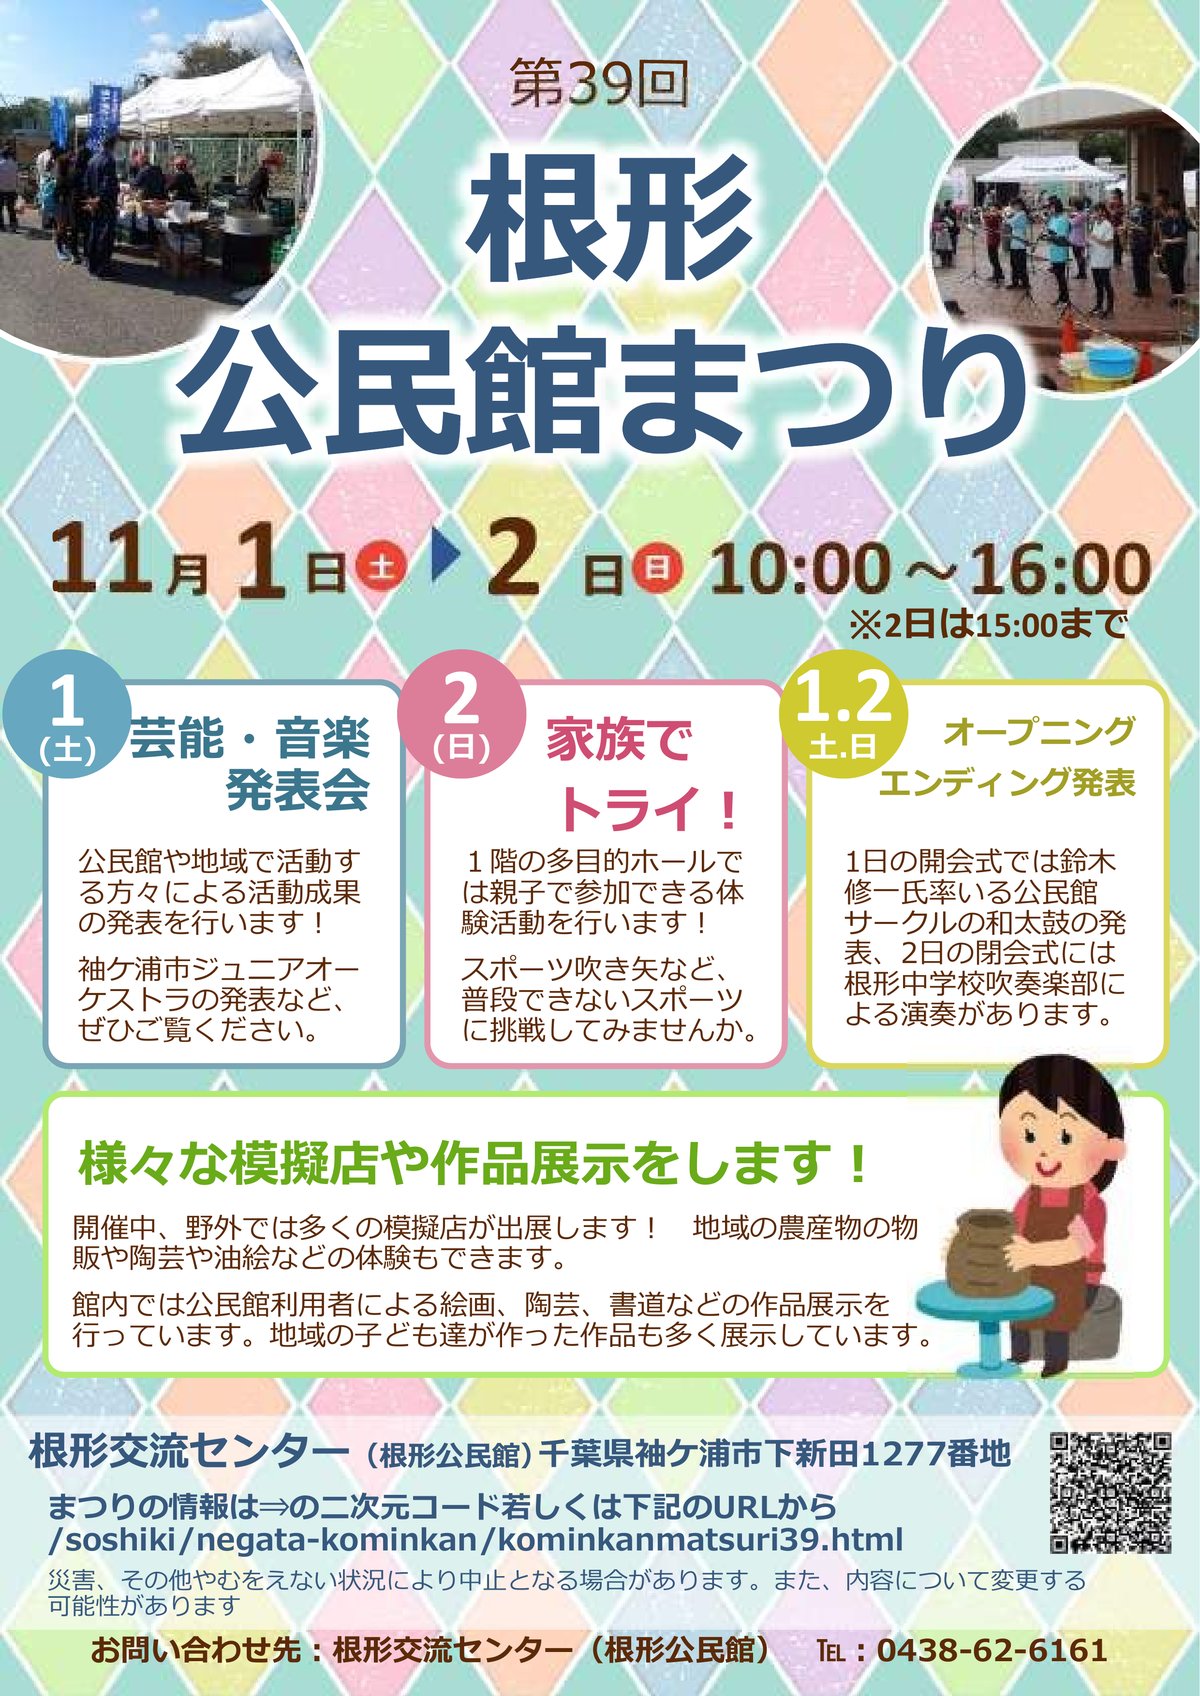 第39回
根形
公民館まつり
11月1日土▶2日日 10:00～16:00
※2日は15:00まで
1
(土)
芸能・音楽
発表会
公民館や地域で活動す
る方々による活動成果
の発表を行います！
袖ケ浦市ジュニアオー
ケストラの発表など、
ぜひご覧ください。
2
(日)
家族で
トライ！
１階の多目的ホールで
は親子で参加できる体
験活動を行います！
スポーツ吹き矢など、
普段できないスポーツ
に挑戦してみませんか。
1.2
土.日
オープニング
エンディング発表
1日の開会式では鈴木
修一氏率いる公民館
サークルの和太鼓の発
表、2日の閉会式には
根形中学校吹奏楽部に
よる演奏があります。
様々な模擬店や作品展示をします！
開催中、野外では多くの模擬店が出展します！　地域の農産物の物
販や陶芸や油絵などの体験もできます。
館内では公民館利用者による絵画、陶芸、書道などの作品展示を
行っています。地域の子ども達が作った作品も多く展示しています。
根形交流センター（根形公民館）千葉県袖ケ浦市下新田1277番地
まつりの情報は⇒の二次元コード若しくは下記のURLから
/soshiki/negata-kominkan/kominkanmatsuri39.html
災害、その他やむをえない状況により中止となる場合があります。また、内容について変更する
可能性があります
お問い合わせ先：根形交流センター（根形公民館）　℡：0438-62-6161